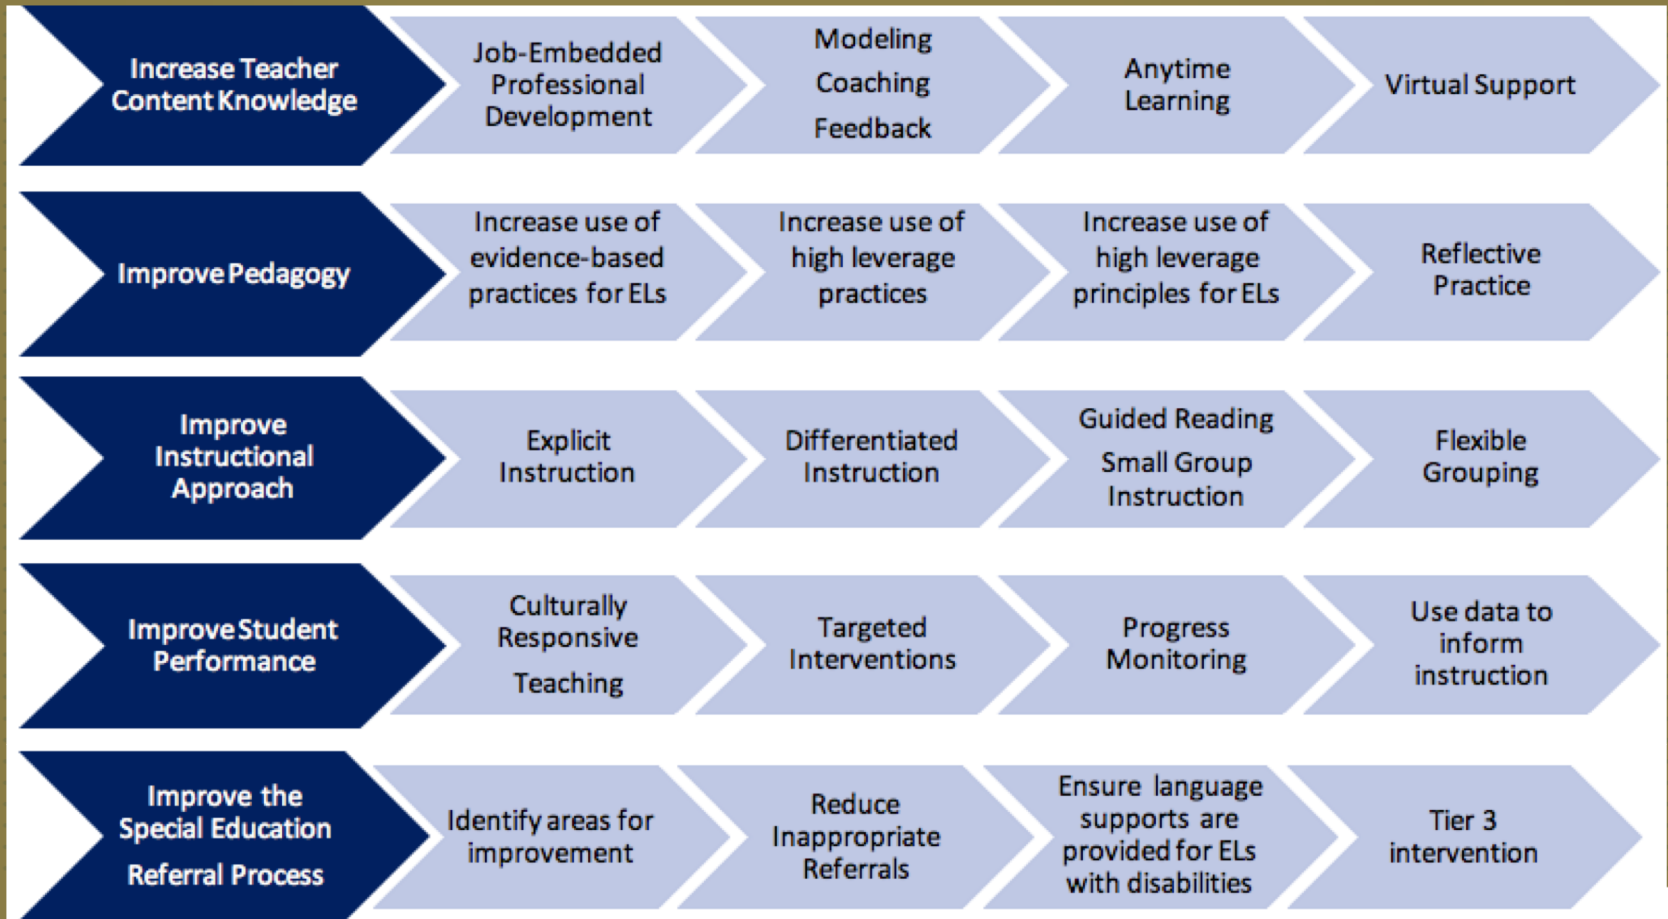 Increase Teacher
Content Knowledge
Job-Embedded
Professional
Development
Modeling
Coaching
Feedback
Anytime
Learning
Virtual Support
Improve Pedagogy
Increase use of
evidence-based
practices for ELs
Increase use of
high leverage
practices
Increase use of
high leverage
principles for ELs
Reflective
Practice
Improve
Instructional
Approach
Explicit
Instruction
Differentiated
Instruction
Guided Reading
Small Group
Instruction
Flexible
Grouping
Improve Student
Performance
Culturally
Responsive
Teaching
Targeted
Interventions
Progress
Monitoring
Use data to
inform
instruction
Improve the
Special Education
Referral Process
Identify areas for
improvement
Reduce
Inappropriate
Referrals
Ensure language
supports are
provided for ELs
with disabilities
Tier 3
intervention